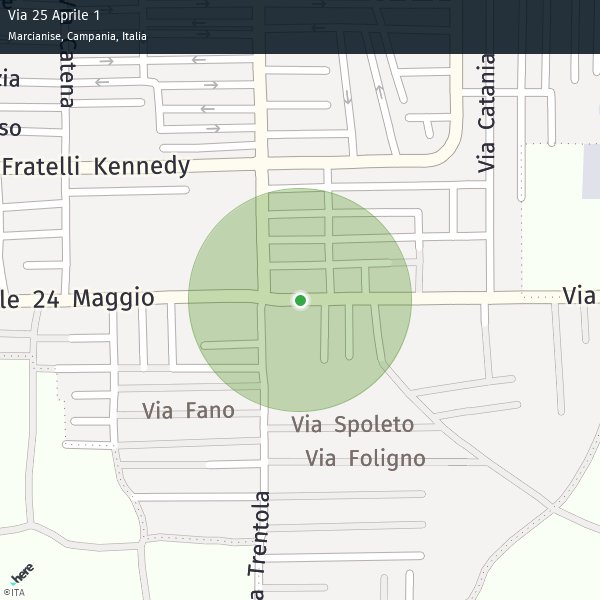 Via 25 Aprile 1
Marcianise, Campania, Italia
Via Catena
zia
so
Via Catania
Fratelli Kennedy
le 24 Maggio
Via
Via Fano
Via Spoleto
Via Foligno
a Trentola
here
©ITA